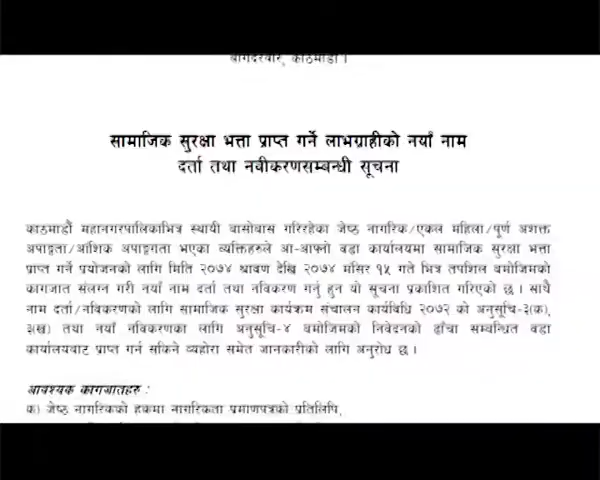 बागदरबार, काठमाडौं ।
सामाजिक सुरक्षा भत्ता प्राप्त गर्ने लाभग्राहीको नयाँ नाम
दर्ता तथा नवीकरणसम्बन्धी सूचना
काठमाडौं महानगरपालिकाभित्र स्थायी बासोबास गरिरहेका जेष्ठ नागरिक/एकल महिला/पूर्ण अशक्त
अपाङ्गता/आंशिक अपाङ्गगता भएका व्यक्तिहरुले आ-आफ्नो वडा कार्यालयमा सामाजिक सुरक्षा भत्ता
प्राप्त गर्ने प्रयोजनको लागि मिति २०७४ श्रावण देखि २०७४ मंसिर १५ गते भित्र तपशिल बमोजिमको
कागजात संलग्न गरी नयाँ नाम दर्ता तथा नविकरण गर्नु हुन यो सूचना प्रकाशित गरिएको छ । साथै
नाम दर्ता/नविकरणको लागि सामाजिक सुरक्षा कार्यक्रम संचालन कार्यविधि २०७२ को अनुसूचि-३(क),
३(ख) तथा नयाँ नविकरणका लागि अनुसूचि-४ बमोजिमको निवेदनको ढाँचा सम्बन्धित वडा
कार्यालयबाट प्राप्त गर्न सकिने व्यहोरा समेत जानकारीको लागि अनुरोध छ ।
आवश्यक कागजातहरु :
क) जेष्ठ नागरिकको हकमा नागरिकता प्रमाणपत्रको प्रतिलिपि,